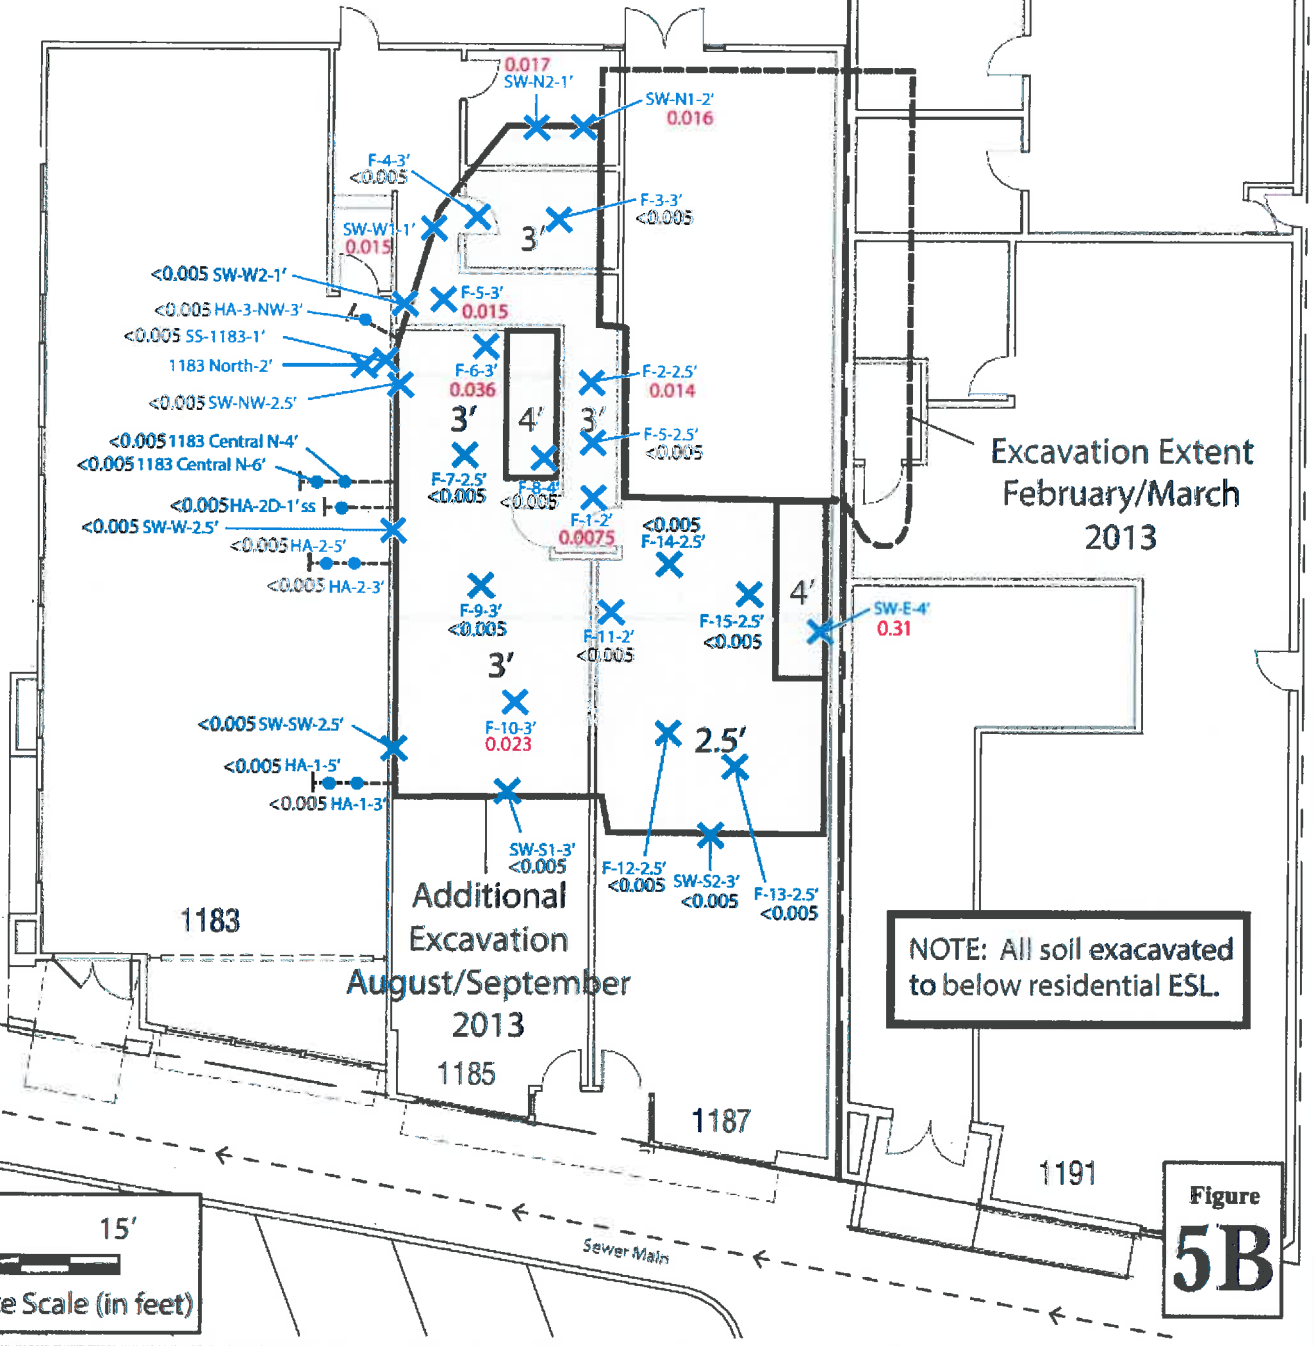 0.017
SW-N2-1'
SW-N1-2'
0.016
F-4-3'
<0.005
F-3-3'
<0.005
3'
SW-W1-1'
0.015
<0.005 SW-W2-1'
F-5-3'
0.015
<0.005 HA-3-NW-3'
<0.005 SS-1183-1'
1183 North-2'
<0.005 SW-NW-2.5'
F-6-3'
0.036
F-2-2.5'
0.014
3'
4'
3'
<0.005 1183 Central N-4'
<0.005 1183 Central N-6'
F-5-2.5'
<0.005
F-7-2.5'
<0.005
F-8-4'
<0.005
<0.005 HA-2D-1'ss
<0.005 SW-W-2.5'
F-1-2'
0.0075
<0.005
F-14-2.5'
<0.005 HA-2-5'
<0.005 HA-2-3'
F-9-3'
<0.005
F-11-2'
<0.005
F-15-2.5'
<0.005
4'
SW-E-4'
0.31
3'
<0.005 SW-SW-2.5'
F-10-3'
0.023
2.5'
<0.005 HA-1-5'
<0.005 HA-1-3'
SW-S1-3'
<0.005
F-12-2.5'
<0.005
SW-S2-3'
<0.005
F-13-2.5'
<0.005
Excavation Extent
February/March
2013
Additional
Excavation
August/September
2013
NOTE: All soil exacavated
to below residential ESL.
1183
1185
1187
1191
Sewer Main
15'
Scale (in feet)
Figure
5B